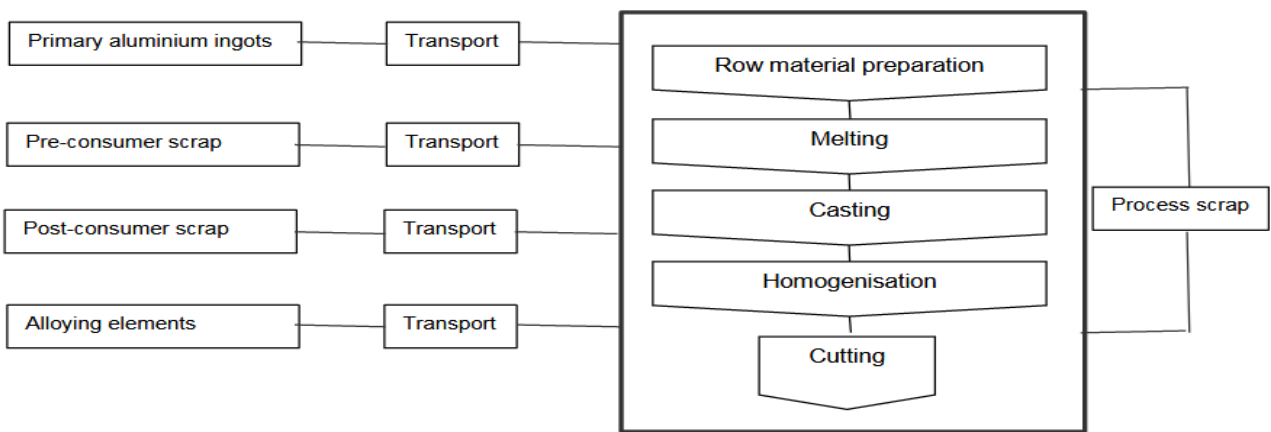 Primary aluminium ingots
Transport
Pre-consumer scrap
Transport
Post-consumer scrap
Transport
Alloying elements
Transport
Row material preparation
Melting
Casting
Homogenisation
Cutting
Process scrap